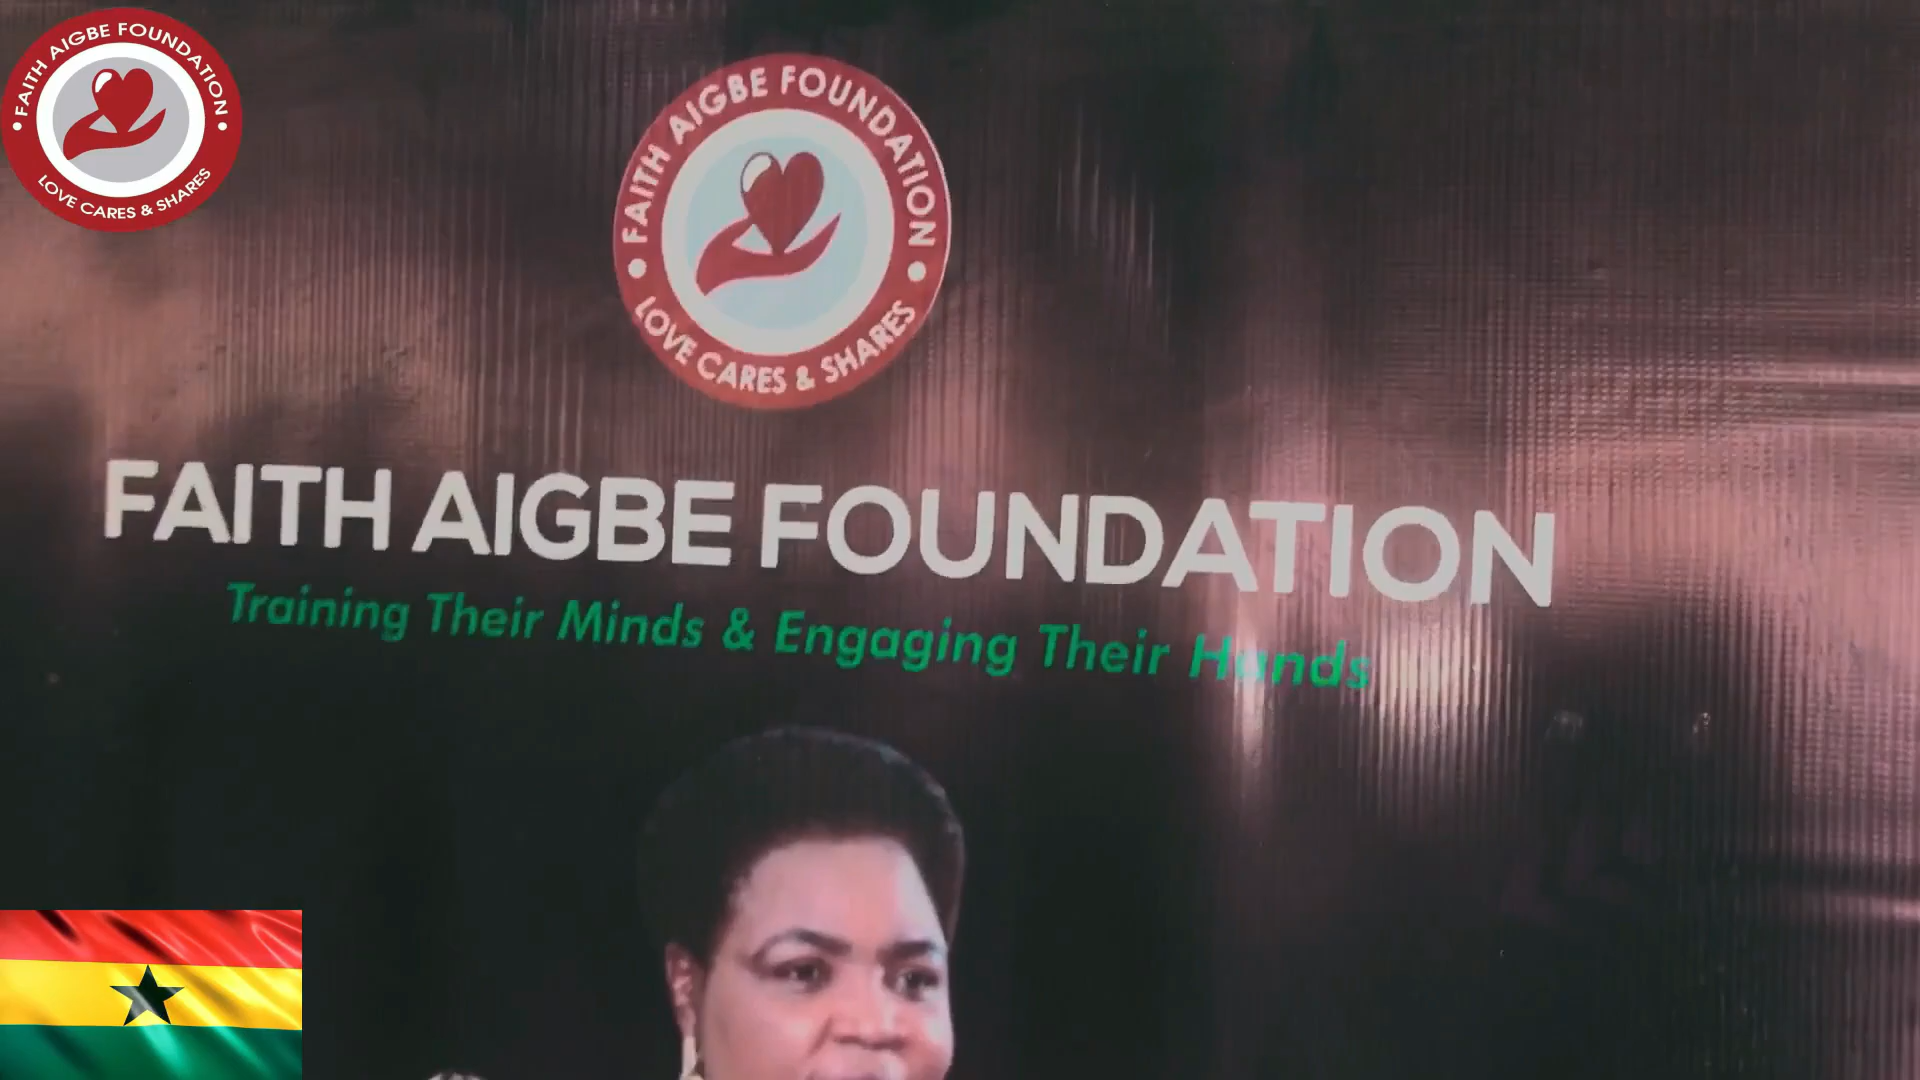 FAITH AIGBE FOUNDATION
LOVE CARES & SHARES
FAITH AIGBE FOUNDATION
LOVE CARES & SHARES
FAITH AIGBE FOUNDATION
Training Their Minds & Engaging Their Hands